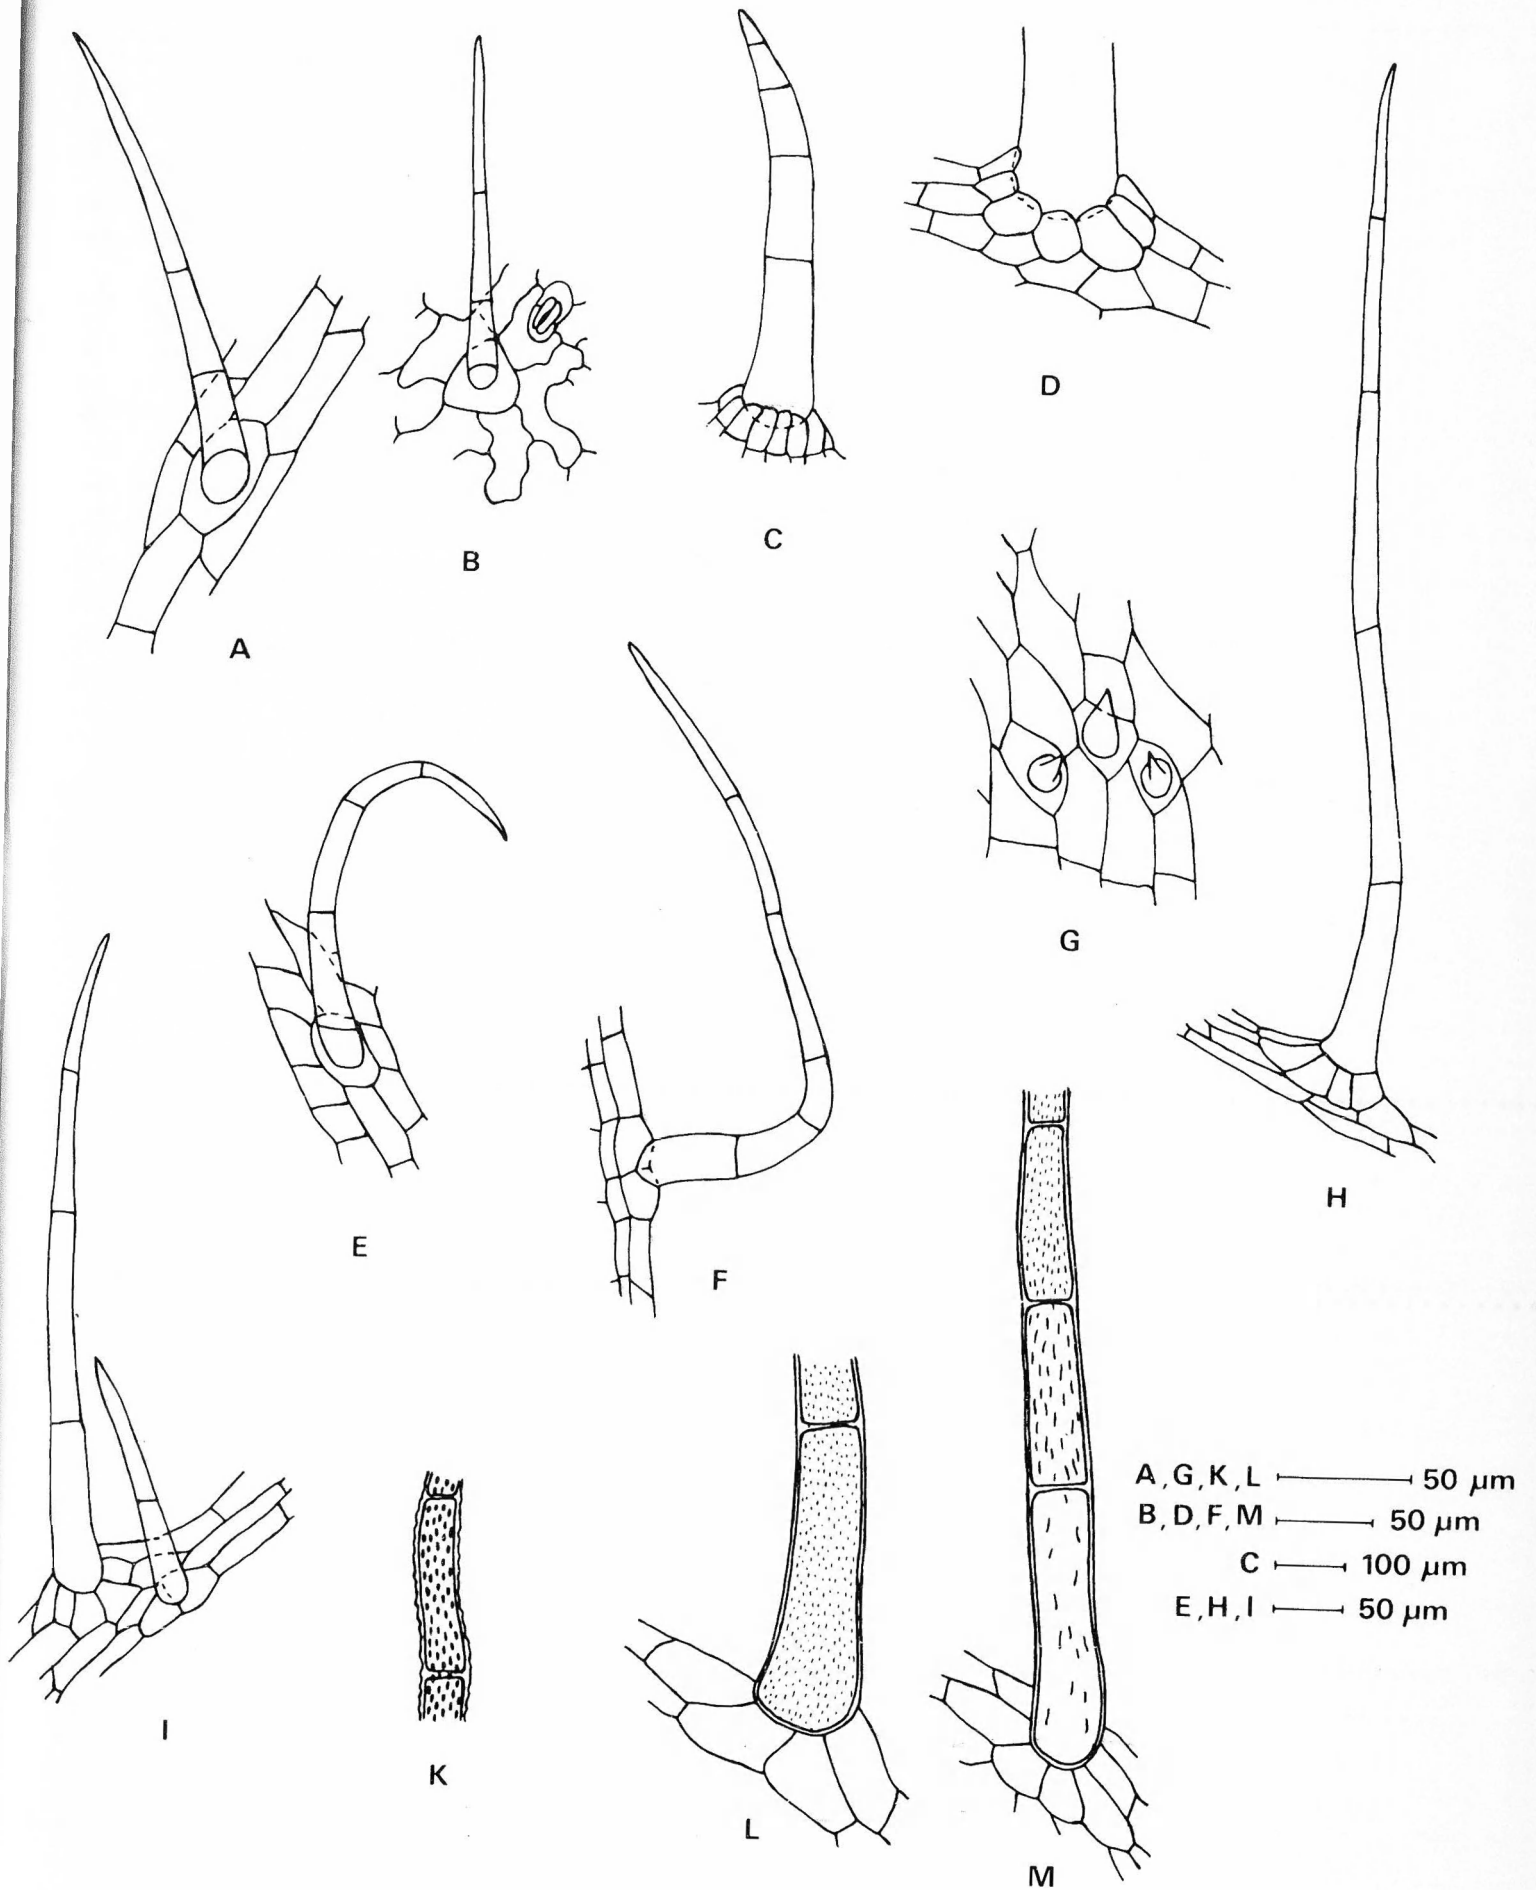 A
B
C
D
E
F
G
H
I
K
L
M
A,G,K,L 50 µm
B,D,F,M 50 µm
C 100 µm
E,H,I 50 µm